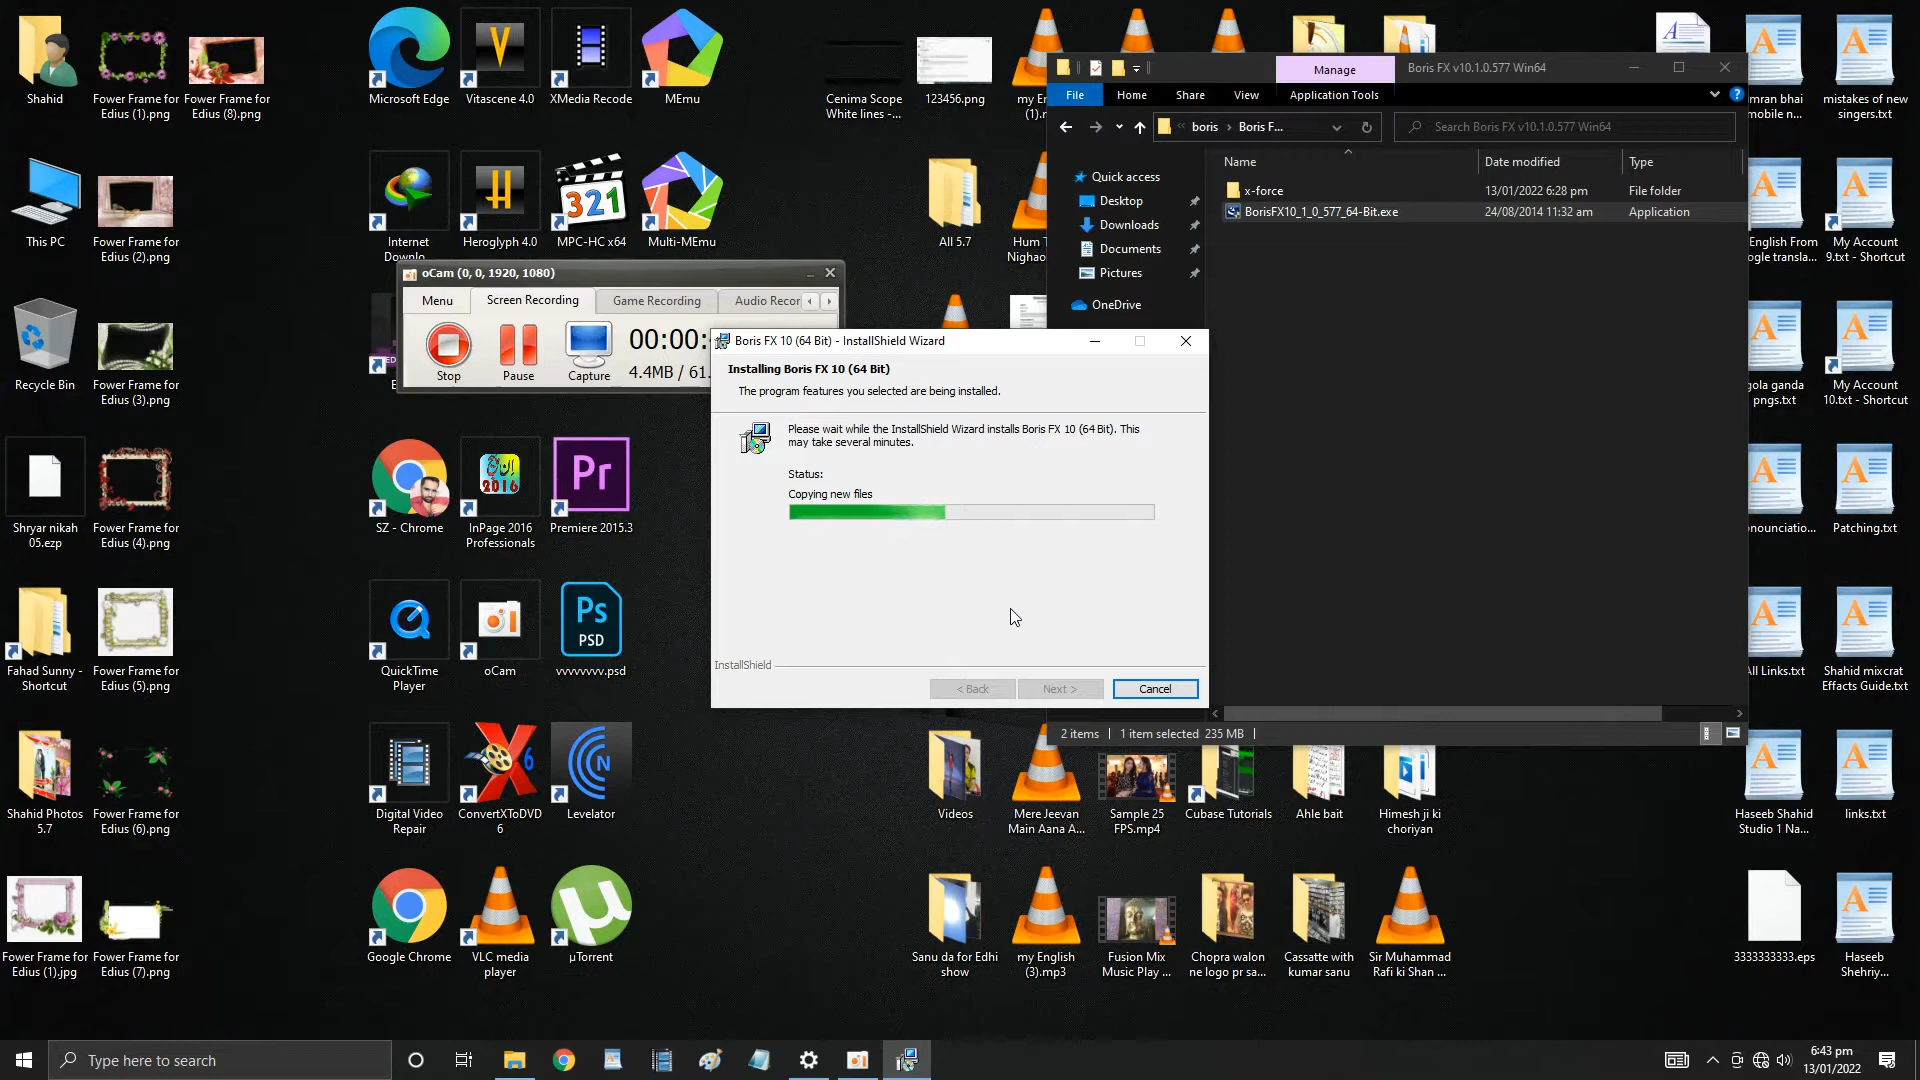 Shahid
Fower Frame for
Edius (1).png
Fower Frame for
Edius (8).png
Microsoft Edge
Vitascene 4.0
XMedia Recode
MEmu
Cenima Scope
White lines -...
123456.png
mistakes of new
singers.txt
This PC
Fower Frame for
Edius (2).png
Internet
Downlo...
Heroglyph 4.0
321
MPC-HC x64
Multi-MEmu
All 5.7
My Account
9.txt - Shortcut
Recycle Bin
Fower Frame for
Edius (3).png
My Account
10.txt - Shortcut
Manage
Boris FX v10.1.0.577 Win64
File
Home
Share
View
Application Tools
boris
Boris F...
Search Boris FX v10.1.0.577 Win64
Name
Date modified
Type
Quick access
Desktop
Downloads
Documents
Pictures
OneDrive
x-force
13/01/2022 6:28 pm
File folder
BorisFX10_1_0_577_64-Bit.exe
24/08/2014 11:32 am
Application
2 items
1 item selected 235 MB
oCam (0, 0, 1920, 1080)
Menu
Screen Recording
Game Recording
Audio Recor
Stop
Pause
Capture
00:00:
4.4MB / 61.
Boris FX 10 (64 Bit) - InstallShield Wizard
Installing Boris FX 10 (64 Bit)
The program features you selected are being installed.
Please wait while the InstallShield Wizard installs Boris FX 10 (64 Bit). This
may take several minutes.
Status:
Copying new files
InstallShield
< Back
Next >
Cancel
Shryar nikah
05.ezp
Fower Frame for
Edius (4).png
SZ - Chrome
2016
InPage 2016
Professionals
Pr
Premiere 2015.3
Patching.txt
Fahad Sunny -
Shortcut
Fower Frame for
Edius (5).png
QuickTime
Player
oCam
Ps
PSD
vvvvvvvv.psd
All Links.txt
Shahid mixcrat
Effects Guide.txt
Shahid Photos
5.7
Fower Frame for
Edius (6).png
Digital Video
Repair
ConvertXToDVD
6
Levelator
Videos
Mere Jeevan
Main Aana A...
Sample 25
FPS.mp4
Cubase Tutorials
Ahle bait
Himesh ji ki
choriyan
Haseeb Shahid
Studio 1 Na...
links.txt
Fower Frame for
Edius (1).jpg
Fower Frame for
Edius (7).png
Google Chrome
VLC media
player
µTorrent
Sanu da for Edhi
show
my English
(3).mp3
Fusion Mix
Music Play ...
Chopra walon
ne logo pr sa...
Cassatte with
kumar sanu
Sir Muhammad
Rafi ki Shan ...
3333333333.eps
Haseeb
Shehriy...
Type here to search
6:43 pm
13/01/2022